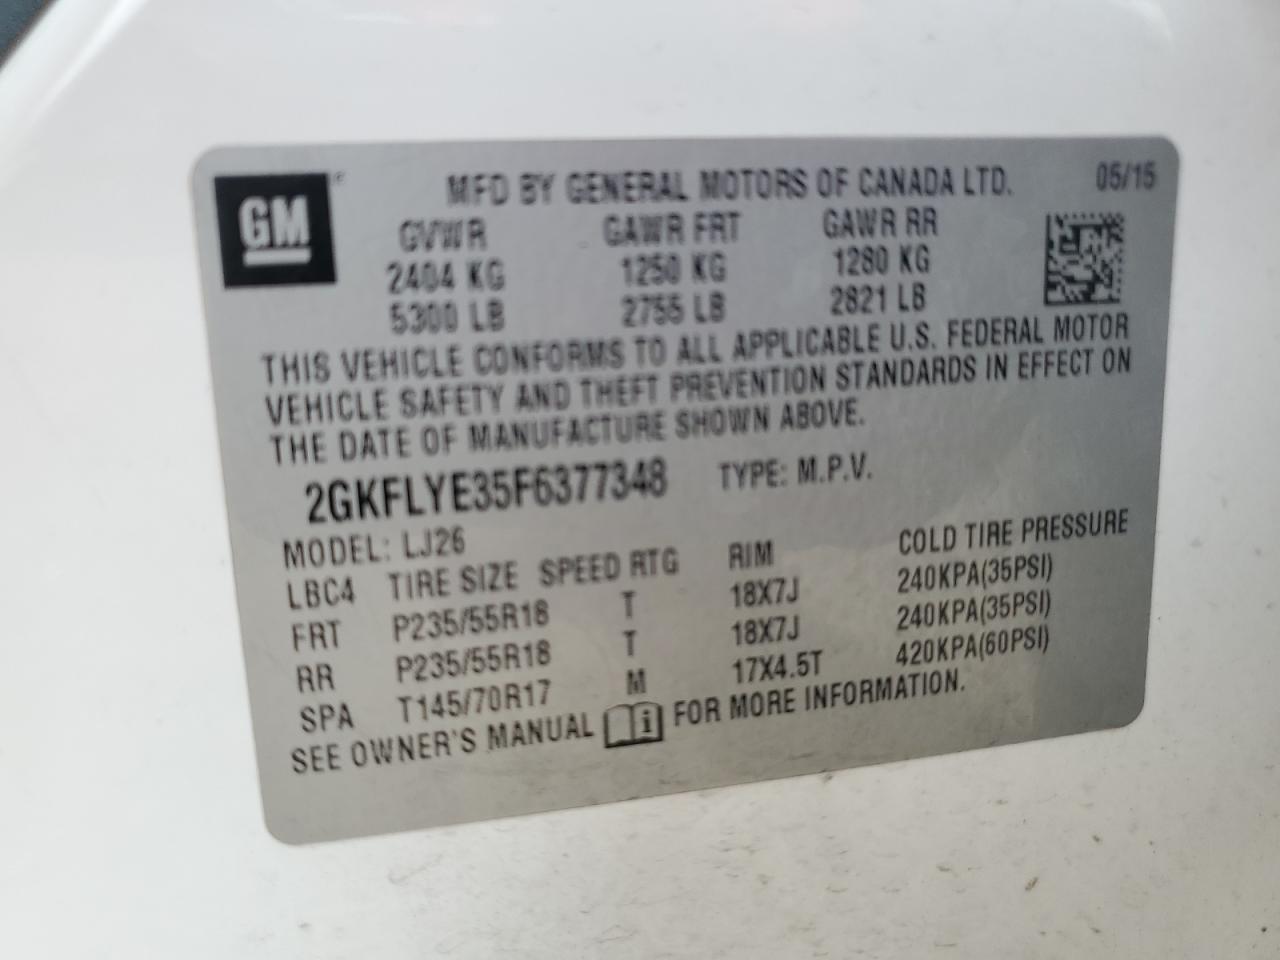 GM ®
MFD BY GENERAL MOTORS OF CANADA LTD. 05/15
GVWR GAWR FRT GAWR RR
2404 KG 1250 KG 1280 KG
5300 LB 2755 LB 2821 LB
THIS VEHICLE CONFORMS TO ALL APPLICABLE U.S. FEDERAL MOTOR
VEHICLE SAFETY AND THEFT PREVENTION STANDARDS IN EFFECT ON
THE DATE OF MANUFACTURE SHOWN ABOVE.
2GKFLYE35F6377348 TYPE: M.P.V.
MODEL: LJ26
LBC4 TIRE SIZE SPEED RTG RIM COLD TIRE PRESSURE
FRT P235/55R18 T 18X7J 240KPA(35PSI)
RR P235/55R18 T 18X7J 240KPA(35PSI)
SPA T145/70R17 M 17X4.5T 420KPA(60PSI)
SEE OWNER'S MANUAL i FOR MORE INFORMATION.